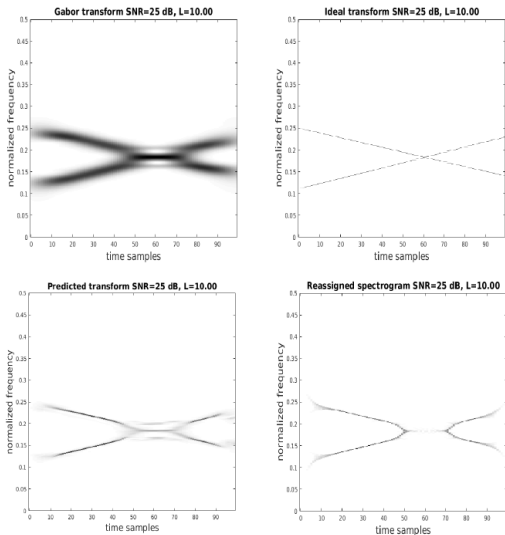 Gabor transform SNR=25 dB, L=10.00
normalized frequency
0.5
0.45
0.4
0.35
0.3
0.25
0.2
0.15
0.1
0.05
0
0 10 20 30 40 50 60 70 80 90
time samples
Ideal transform SNR=25 dB, L=10.00
normalized frequency
0.5
0.45
0.4
0.35
0.3
0.25
0.2
0.15
0.1
0.05
0
0 10 20 30 40 50 60 70 80 90
time samples
Predicted transform SNR=25 dB, L=10.00
normalized frequency
0.5
0.45
0.4
0.35
0.3
0.25
0.2
0.15
0.1
0.05
0
0 10 20 30 40 50 60 70 80 90
time samples
Reassigned spectrogram SNR=25 dB, L=10.00
normalized frequency
0.5
0.45
0.4
0.35
0.3
0.25
0.2
0.15
0.1
0.05
0
0 10 20 30 40 50 60 70 80 90
time samples